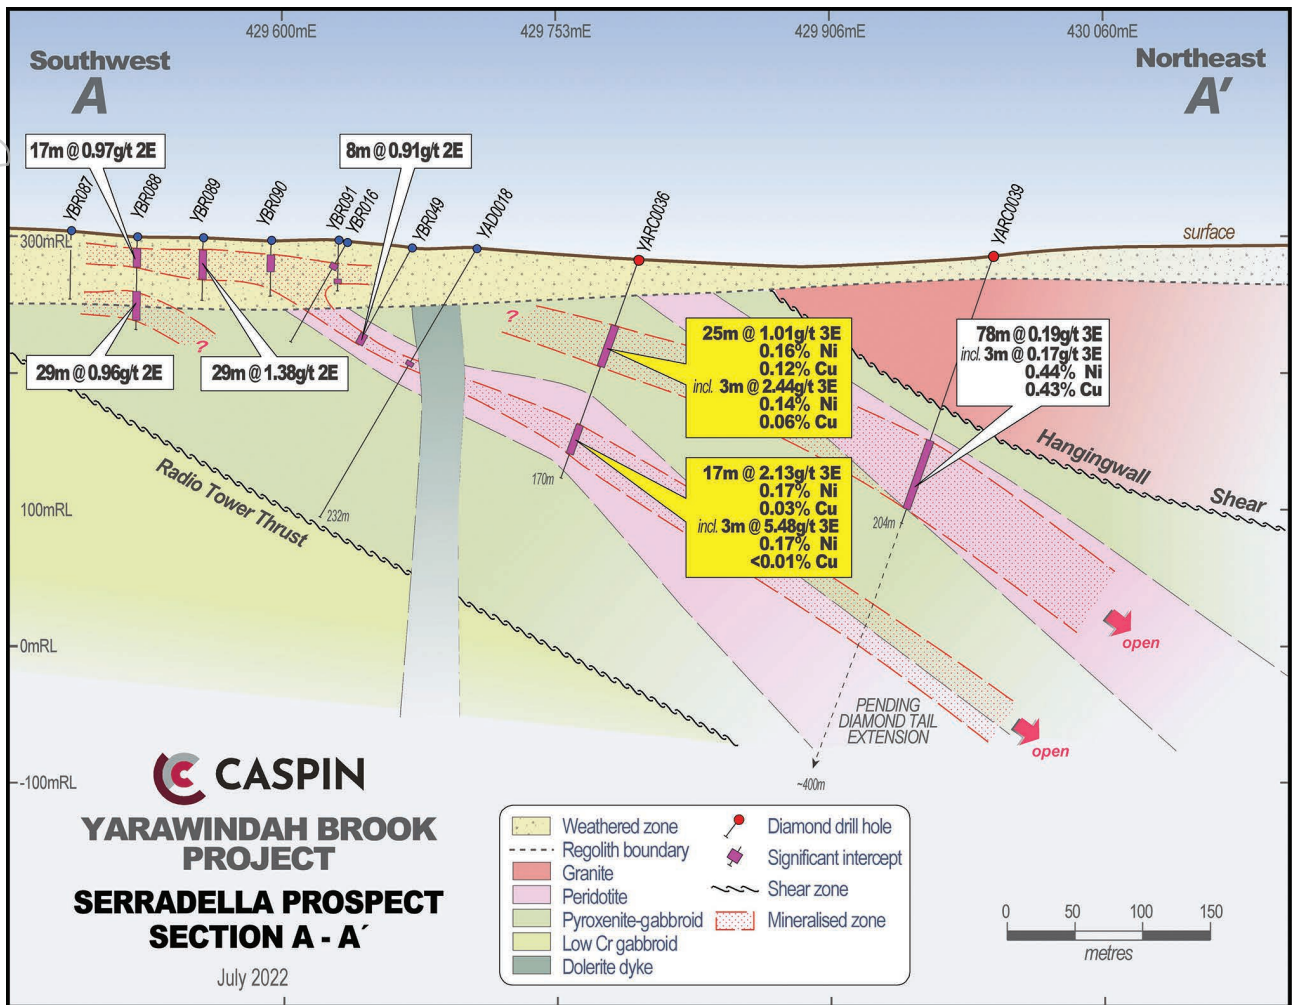 429 600mE
429 753mE
429 906mE
430 060mE
Southwest
A
Northeast
A′
17m @ 0.97g/t 2E
8m @ 0.91g/t 2E
YBR087
YBR088
YBR089
YBR090
YBR091
YBR016
YBR049
YAD0018
YARC0036
YARC0039
surface
300mRL
?
?
29m @ 0.96g/t 2E
29m @ 1.38g/t 2E
25m @ 1.01g/t 3E
0.16% Ni
0.12% Cu
incl. 3m @ 2.44g/t 3E
0.14% Ni
0.06% Cu
78m @ 0.19g/t 3E
incl. 3m @ 0.17g/t 3E
0.44% Ni
0.43% Cu
17m @ 2.13g/t 3E
0.17% Ni
0.03% Cu
incl. 3m @ 5.48g/t 3E
0.17% Ni
<0.01% Cu
Hangingwall
Shear
Radio Tower Thrust
170m
232m
204m
100mRL
0mRL
-100mRL
open
open
PENDING
DIAMOND TAIL
EXTENSION
~400m
CASPIN
YARAWINDAH BROOK
PROJECT
SERRADELLA PROSPECT
SECTION A - A´
July 2022
Weathered zone
Regolith boundary
Granite
Peridotite
Pyroxenite-gabbroid
Low Cr gabbroid
Dolerite dyke
Diamond drill hole
Significant intercept
Shear zone
Mineralised zone
0 50 100 150
metres